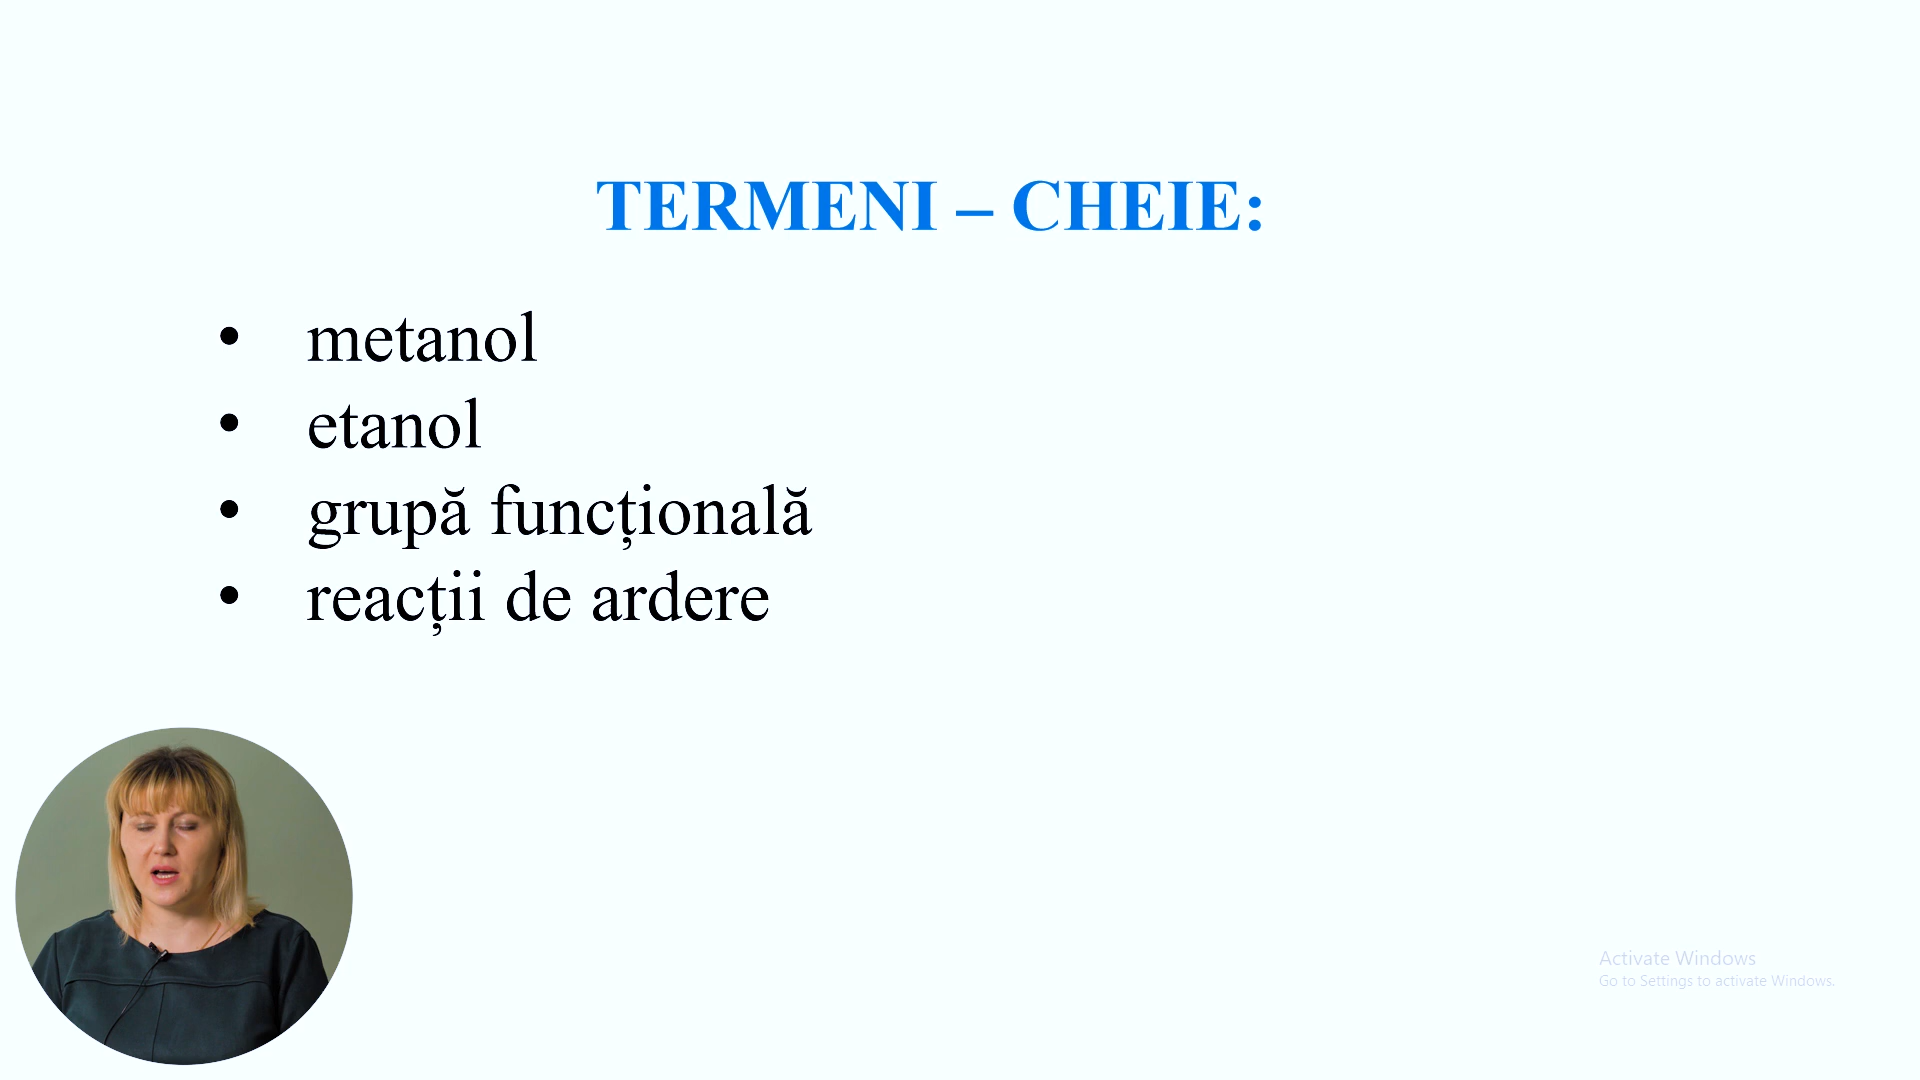 TERMENI – CHEIE:
• metanol
• etanol
• grupă funcțională
• reacții de ardere
Activate Windows
Go to Settings to activate Windows.